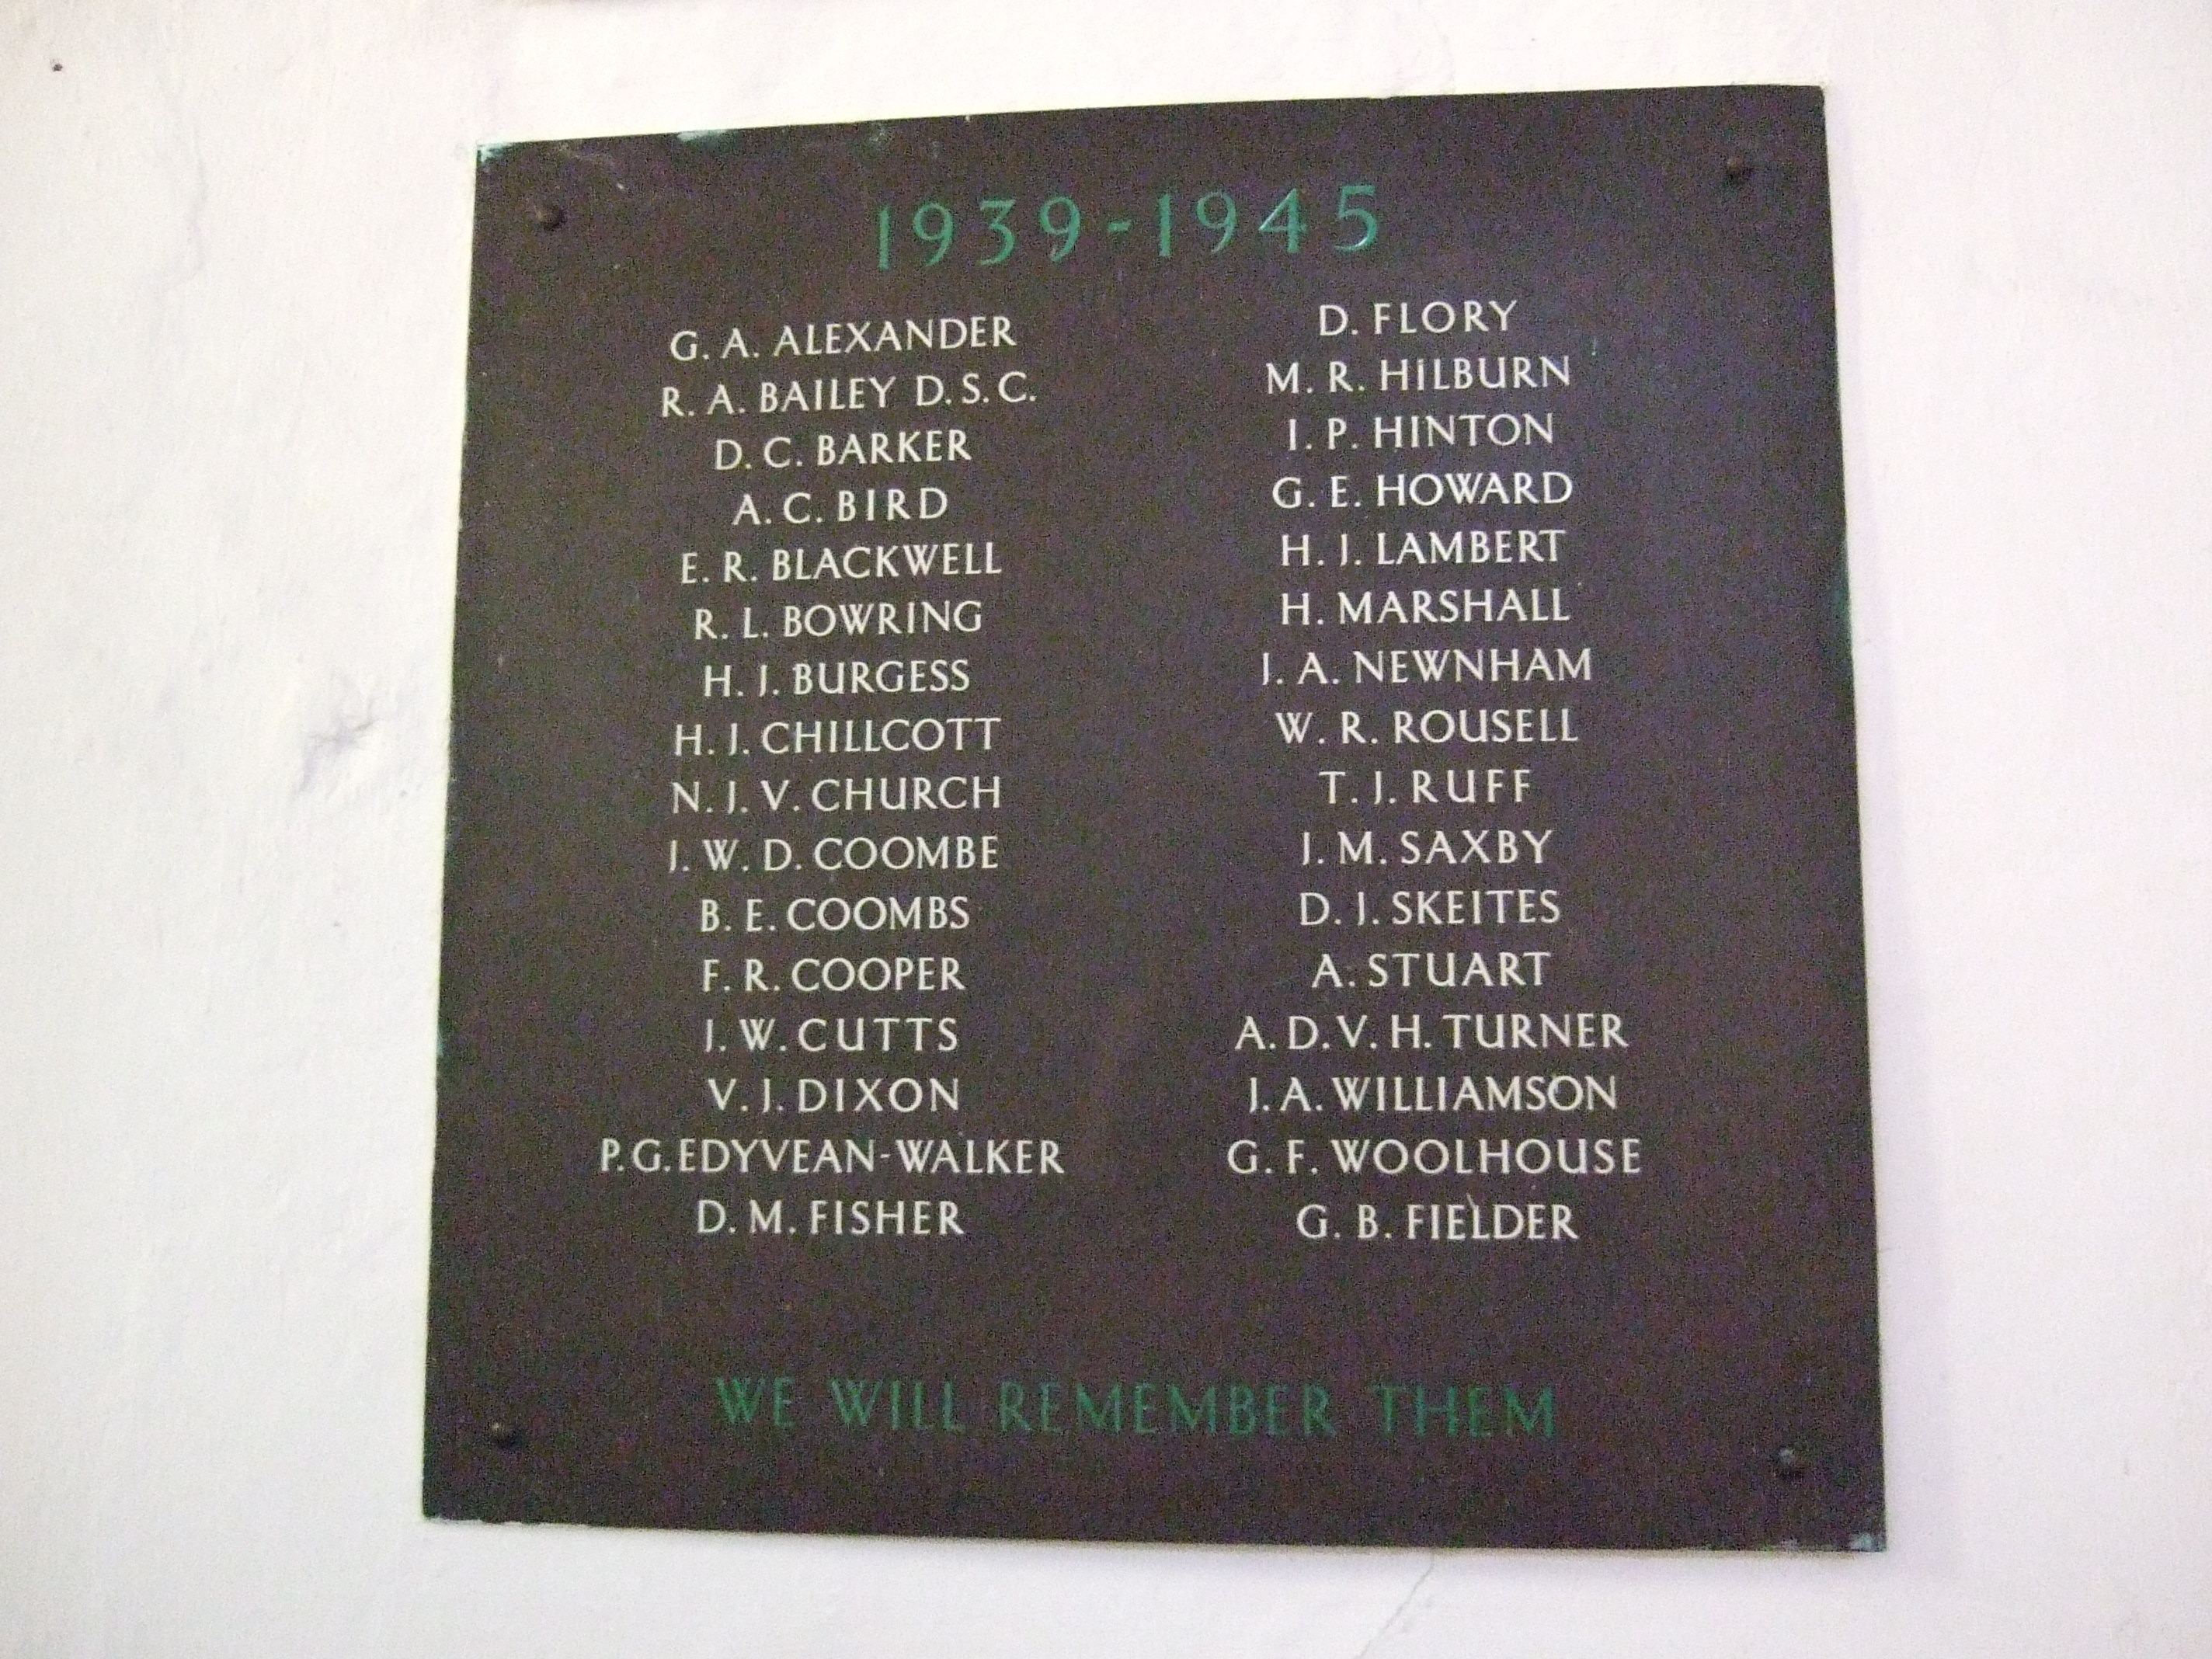 1939-1945
G. A. ALEXANDER
R. A. BAILEY D.S.C.
D. C. BARKER
A. C. BIRD
E. R. BLACKWELL
R. L. BOWRING
H. J. BURGESS
H. J. CHILLCOTT
N. J. V. CHURCH
J. W. D. COOMBE
B. E. COOMBS
F. R. COOPER
J. W. CUTTS
V. J. DIXON
P. G. EDYVEAN-WALKER
D. M. FISHER
D. FLORY
M. R. HILBURN
I. P. HINTON
G. E. HOWARD
H. J. LAMBERT
H. MARSHALL
J. A. NEWNHAM
W. R. ROUSELL
T. J. RUFF
J. M. SAXBY
D. J. SKEITES
A. STUART
A. D. V. H. TURNER
J. A. WILLIAMSON
G. F. WOOLHOUSE
G. B. FIELDER
WE WILL REMEMBER THEM